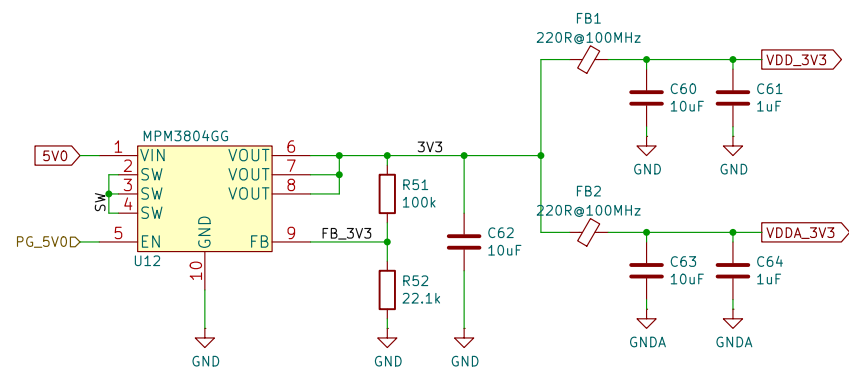 FB1
220R@100MHz
VDD_3V3
C60
10uF
C61
1uF
GND
GND
MPM3804GG
5V0
1
VIN
VOUT
6
3V3
2
SW
VOUT
7
3
SW
VOUT
8
4
SW
SW
R51
100k
PG_5V0
5
EN
GND
FB
9
FB_3V3
U12
10
C62
10uF
R52
22.1k
GND
GND
GND
FB2
220R@100MHz
VDDA_3V3
C63
10uF
C64
1uF
GNDA
GNDA